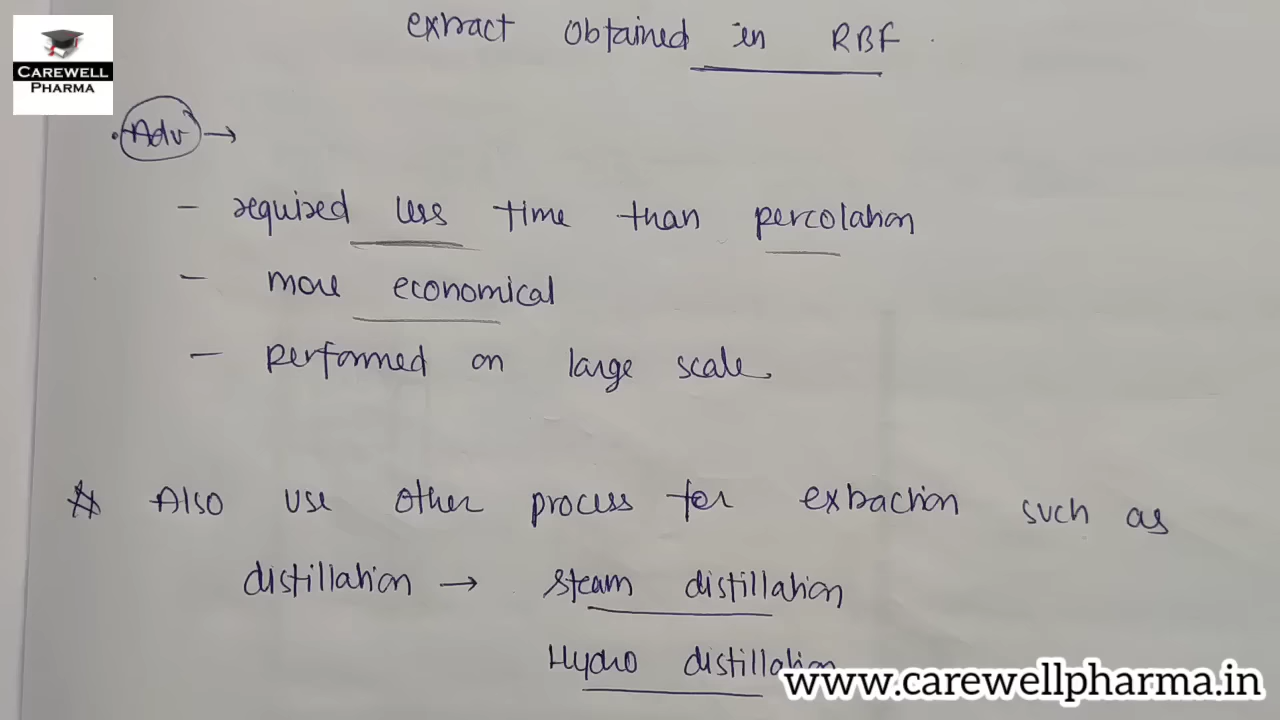 CAREWELL
PHARMA
extract obtained in RBF
Adv →
- required less time than percolation
- more economical
- performed on large scale.
* Also use other process for extraction such as
distillation → Steam distillation
Hydro distillation
www.carewellpharma.in